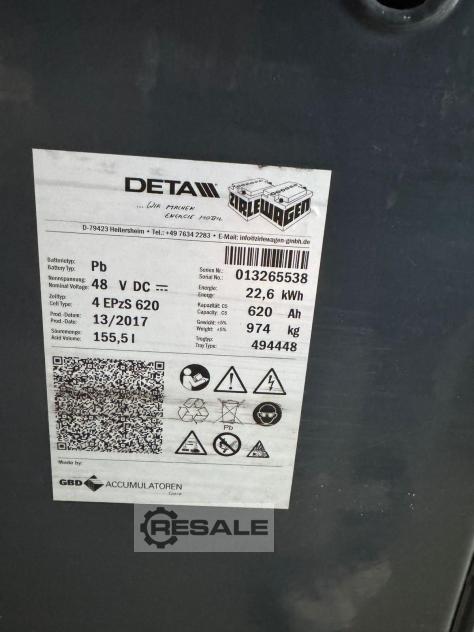 DETA ZIRLEWAGEN
...WIR MACHEN
ENERGIE MOBIL
D-79423 Heitersheim • Tel.: +49 7634 2283 • E-Mail: info@zirlewagen-gmbh.de
Batterietyp: Battery Type: Pb Serien Nr.: Serial No.: 013265538
Nennspannung: Nominal Voltage: 48 V DC Energie: Energy: 22,6 kWh
Zelltyp: Cell Type: 4 EPzS 620 Kapazität C5 Capacity C5 620 Ah
Prod.-Datum: Prod.-Date: 13/2017 Gewicht ±5% Weight ±5% 974 kg
Säuremenge: Acid Volume: 155,5 l Trogtyp: Tray Type: 494448
Pb
Made by:
GBD ACCUMULATOREN
GmbH
RESALE